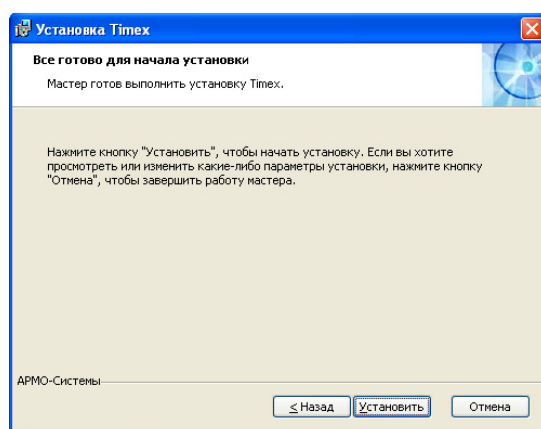 Установка Timex
Все готово для начала установки
Мастер готов выполнить установку Timex.
Нажмите кнопку "Установить", чтобы начать установку. Если вы хотите
просмотреть или изменить какие-либо параметры установки, нажмите кнопку
"Отмена", чтобы завершить работу мастера.
АРМО-Системы
< Назад Установить Отмена